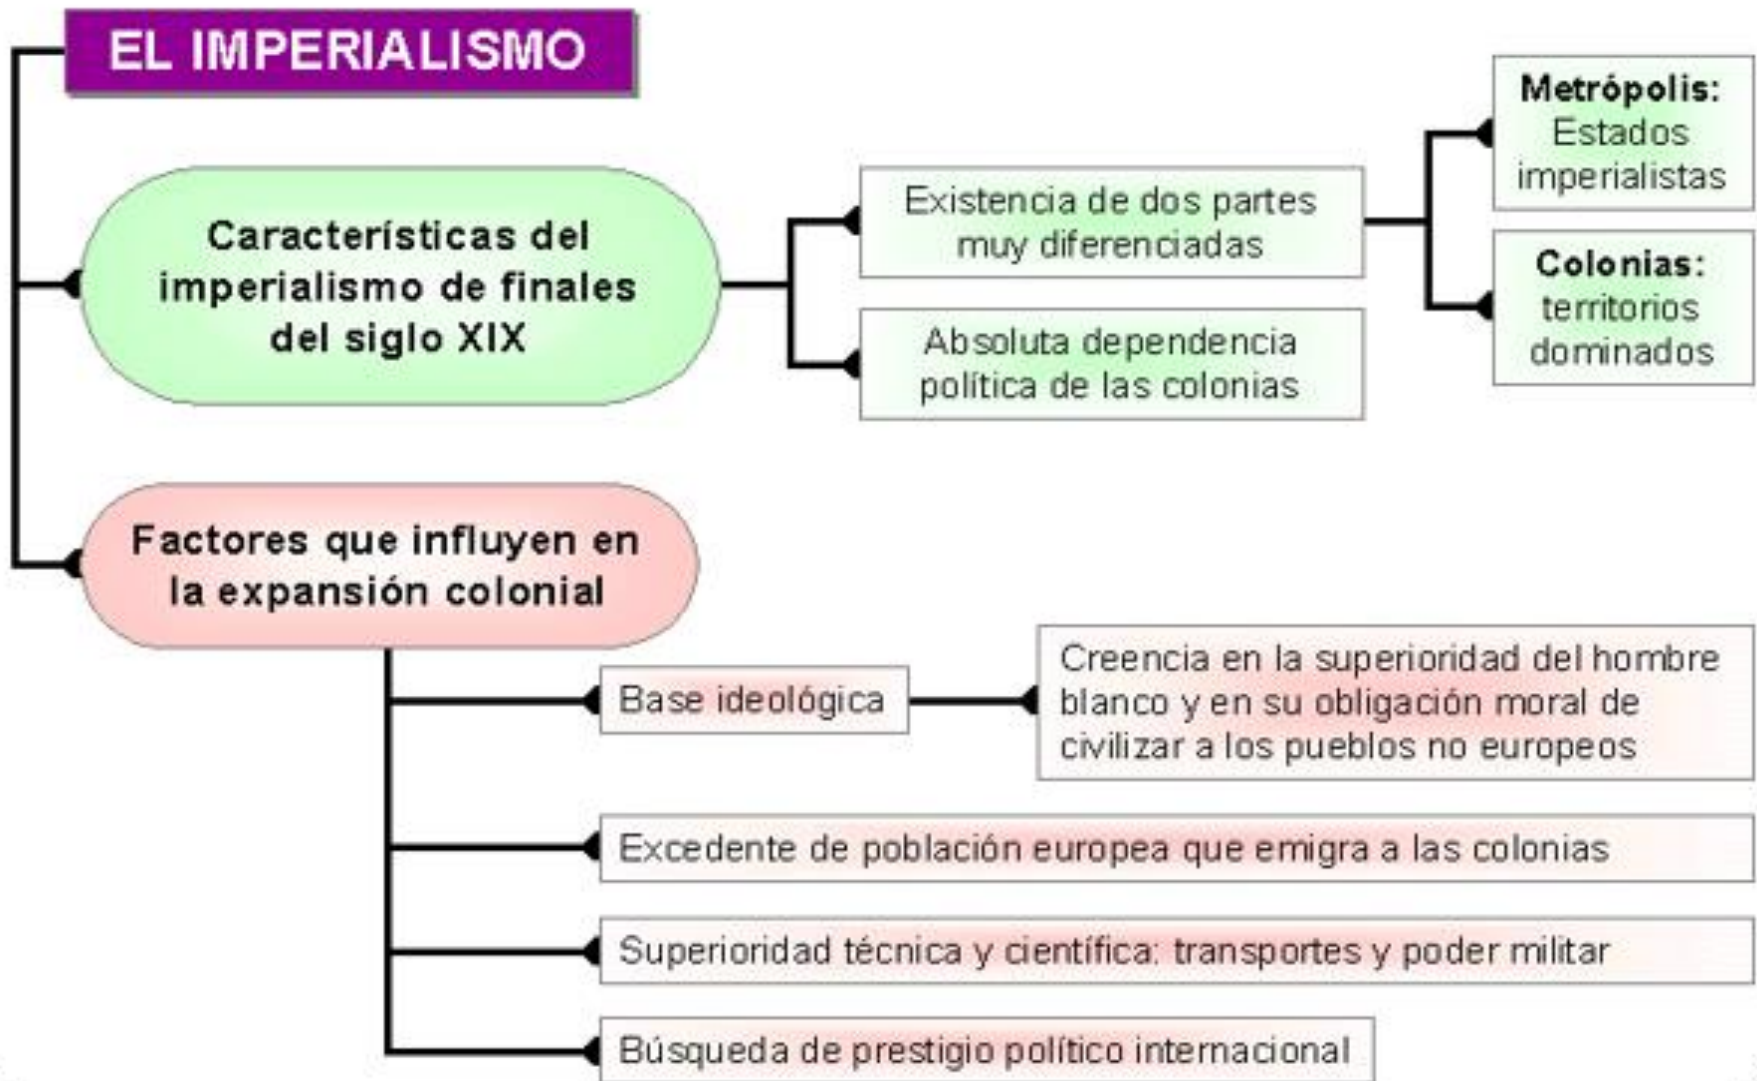 EL IMPERIALISMO
Características del
imperialismo de finales
del siglo XIX
Existencia de dos partes
muy diferenciadas
Metrópolis:
Estados
imperialistas
Colonias:
territorios
dominados
Absoluta dependencia
política de las colonias
Factores que influyen en
la expansión colonial
Base ideológica
Creencia en la superioridad del hombre
blanco y en su obligación moral de
civilizar a los pueblos no europeos
Excedente de población europea que emigra a las colonias
Superioridad técnica y científica: transportes y poder militar
Búsqueda de prestigio político internacional